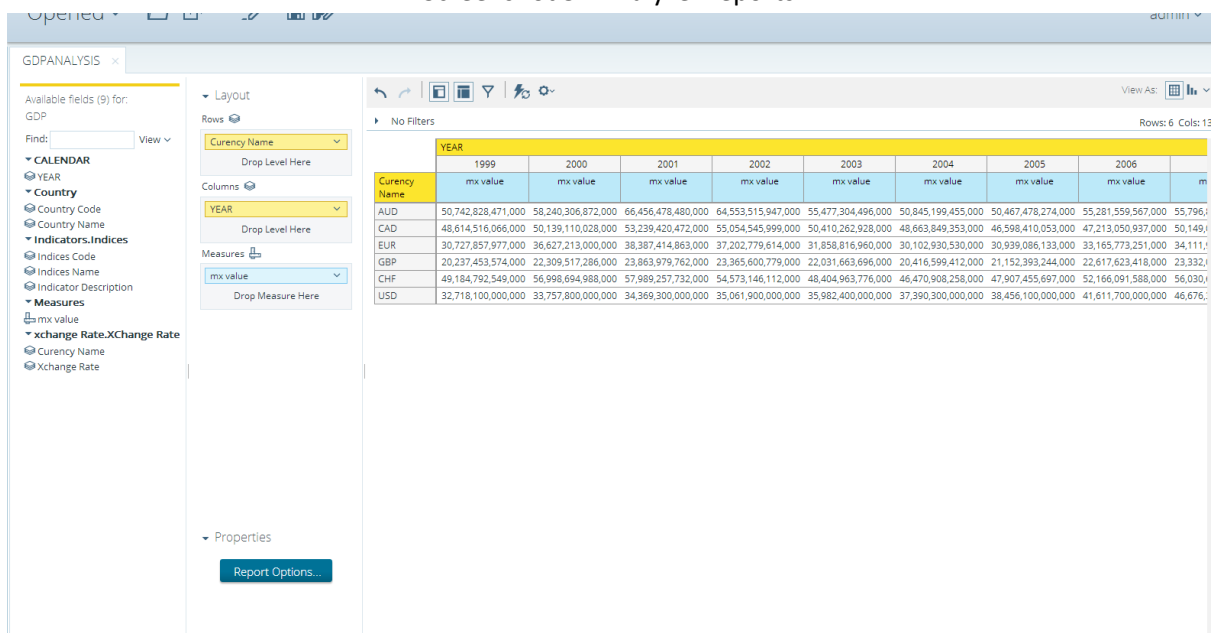 Opened
admin
GDPANALYSIS ×
Available fields (9) for:
GDP
Find:
View
CALENDAR
YEAR
Country
Country Code
Country Name
Indicators.Indices
Indices Code
Indices Name
Indicator Description
Measures
mx value
xchange Rate.XChange Rate
Curency Name
Xchange Rate
Layout
Rows
Curency Name
Drop Level Here
Columns
YEAR
Drop Level Here
Measures
mx value
Drop Measure Here
Properties
Report Options...
View As:
No Filters
Rows: 6 Cols: 13
YEAR
1999 2000 2001 2002 2003 2004 2005 2006
Curency Name mx value mx value mx value mx value mx value mx value mx value mx value m
AUD 50,742,828,471,000 58,240,306,872,000 66,456,478,480,000 64,553,515,947,000 55,477,304,496,000 50,845,199,455,000 50,467,478,274,000 55,281,559,567,000 55,796,
CAD 48,614,516,066,000 50,139,110,028,000 53,239,420,472,000 55,054,545,999,000 50,410,262,928,000 48,663,849,353,000 46,598,410,053,000 47,213,050,937,000 50,149,
EUR 30,727,857,977,000 36,627,213,000,000 38,387,414,863,000 37,202,779,614,000 31,858,816,960,000 30,102,930,530,000 30,939,086,133,000 33,165,773,251,000 34,111,
GBP 20,237,453,574,000 22,309,517,286,000 23,863,979,762,000 23,365,600,779,000 22,031,663,696,000 20,416,599,412,000 21,152,393,244,000 22,617,623,418,000 23,332,
CHF 49,184,792,549,000 56,998,694,988,000 57,989,257,732,000 54,573,146,112,000 48,404,963,776,000 46,470,908,258,000 47,907,455,697,000 52,166,091,588,000 56,030,
USD 32,718,100,000,000 33,757,800,000,000 34,369,300,000,000 35,061,900,000,000 35,982,400,000,000 37,390,300,000,000 38,456,100,000,000 41,611,700,000,000 46,676,